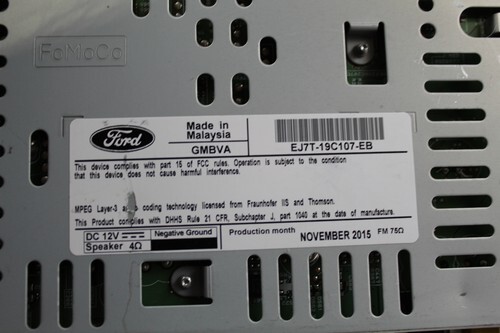 FoMoCo
Ford
Made in
Malaysia
GMBVA
EJ7T-19C107-EB
This device complies with part 15 of FCC rules. Operation is subject to the condition
that this device does not cause harmful interference.
MPEG Layer-3 audio coding technology licensed from Fraunhofer IIS and Thomson.
This Product complies with DHHS Rule 21 CFR, Subchapter J, part 1040 at the date of manufacture.
DC 12V
Negative Ground
Speaker 4Ω
Production month
NOVEMBER 2015
FM 75Ω